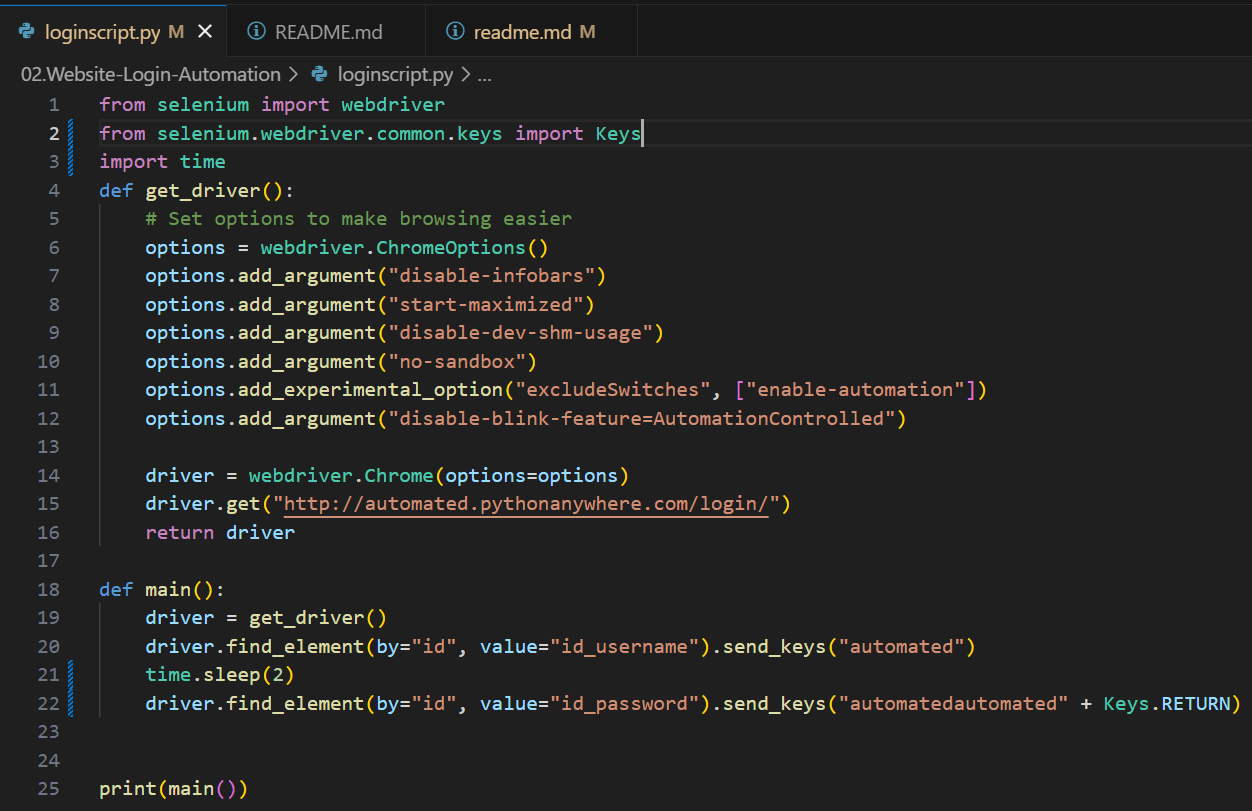 loginscript.py M README.md readme.md M
02.Website-Login-Automation > loginscript.py > ...
1 from selenium import webdriver
2 from selenium.webdriver.common.keys import Keys
3 import time
4 def get_driver():
5     # Set options to make browsing easier
6     options = webdriver.ChromeOptions()
7     options.add_argument("disable-infobars")
8     options.add_argument("start-maximized")
9     options.add_argument("disable-dev-shm-usage")
10     options.add_argument("no-sandbox")
11     options.add_experimental_option("excludeSwitches", ["enable-automation"])
12     options.add_argument("disable-blink-feature=AutomationControlled")
13
14     driver = webdriver.Chrome(options=options)
15     driver.get("http://automated.pythonanywhere.com/login/")
16     return driver
17
18 def main():
19     driver = get_driver()
20     driver.find_element(by="id", value="id_username").send_keys("automated")
21     time.sleep(2)
22     driver.find_element(by="id", value="id_password").send_keys("automatedautomated" + Keys.RETURN)
23
24
25 print(main())